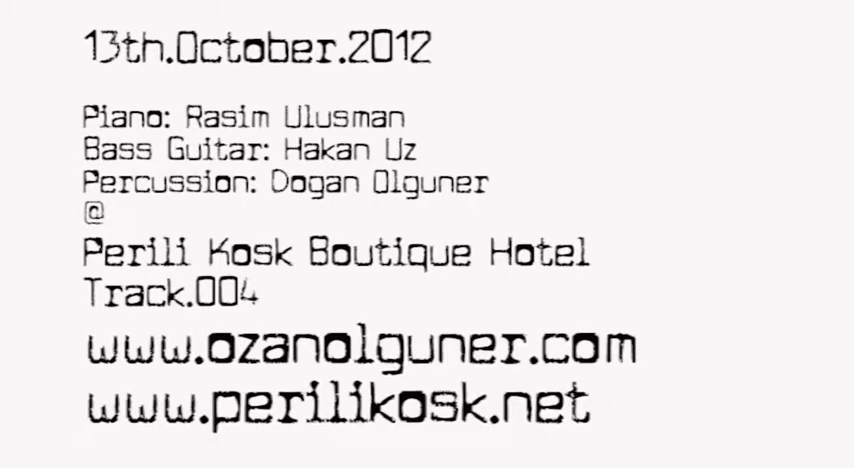 13th.October.2012
Piano: Rasim Ulusman
Bass Guitar: Hakan Uz
Percussion: Dogan Olguner
@
Perili Kosk Boutique Hotel
Track.004
www.ozanolguner.com
www.perilikosk.net